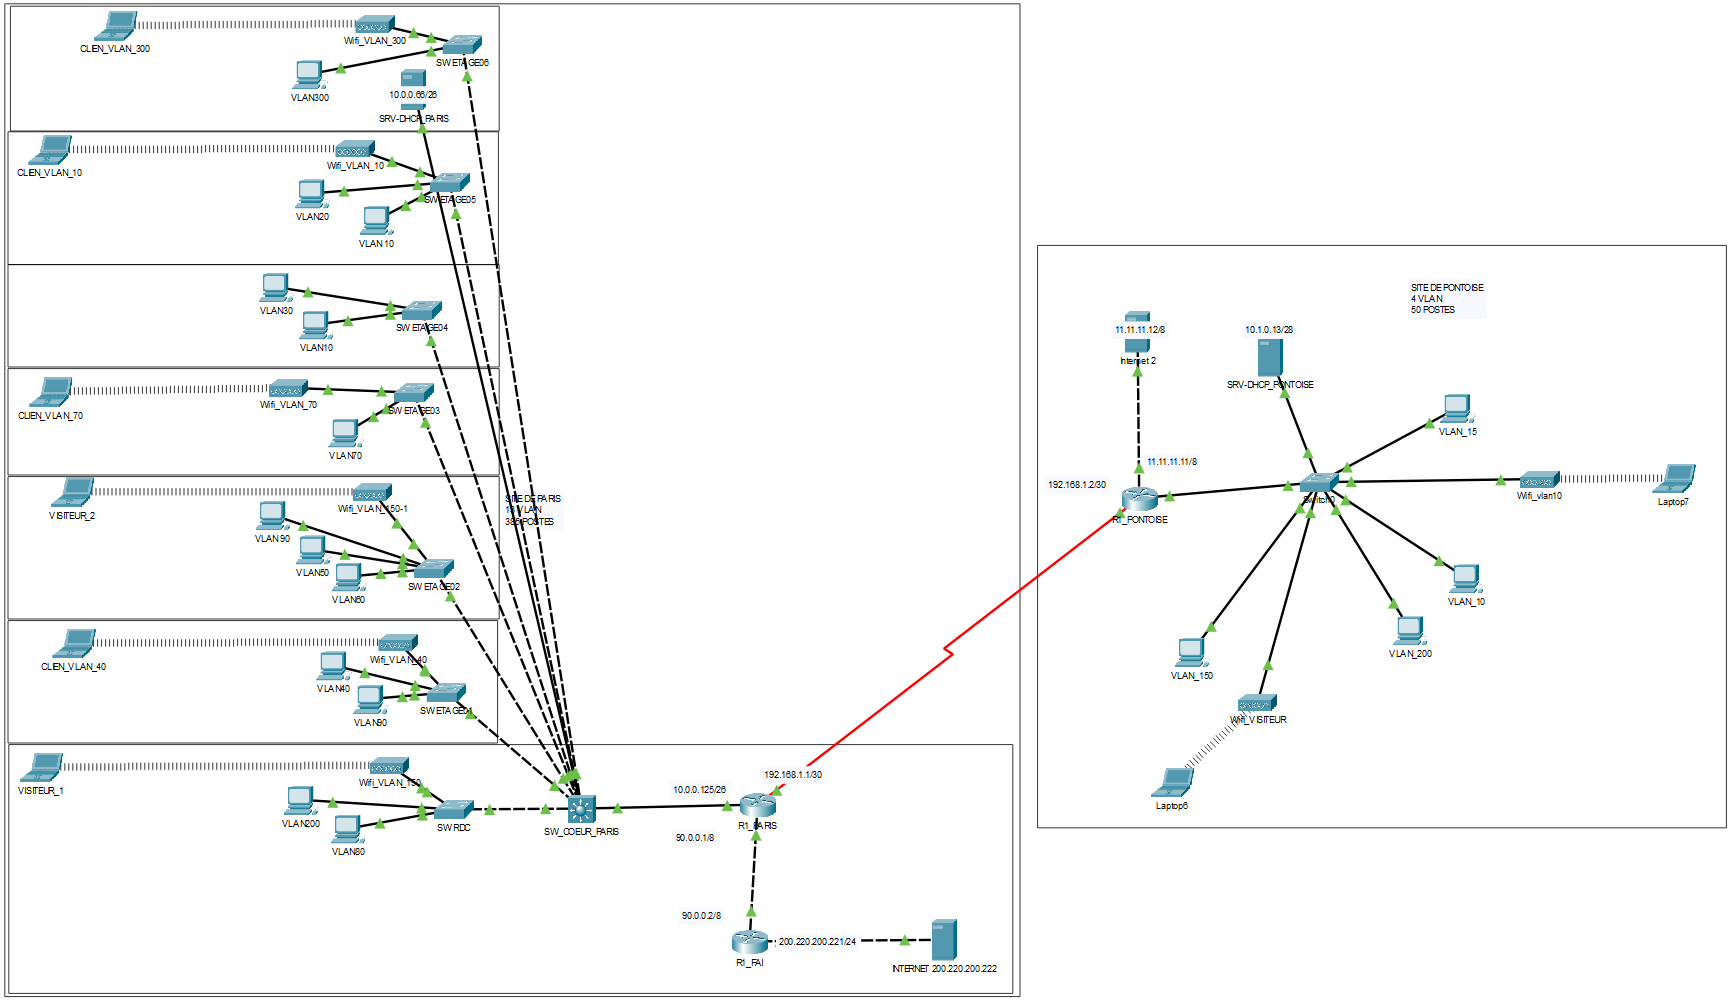 CLIEN_VLAN_300
Wifi_VLAN_300
SWETAGE06
VLAN300
10.0.0.66/26
SRV-DHCP_PARIS
CLIEN_VLAN_10
Wifi_VLAN_10
SWETAGE05
VLAN20
VLAN10
VLAN30
SWETAGE04
VLAN10
CLIEN_VLAN_70
Wifi_VLAN_70
SWETAGE03
VLAN70
VISITEUR_2
Wifi_VLAN_150-1
VLAN90
VLAN50
VLAN60
SWETAGE02
SITE DE PARIS
13 VLAN
POSTES
CLIEN_VLAN_40
Wifi_VLAN_40
VLAN40
VLAN90
SWETAGE01
VISITEUR_1
Wifi_VLAN_150
VLAN200
VLAN80
SWRDC
SW_COEUR_PARIS
10.0.0.125/26
192.168.1.1/30
R1_PARIS
90.0.0.1/8
90.0.0.2/8
R1_FAI
200.220.200.221/24
INTERNET 200.220.200.222
SITE DE PONTOISE
4 VLAN
50 POSTES
11.11.11.12/8
Internet 2
10.1.0.13/28
SRV-DHCP_PONTOISE
11.11.11.11/8
192.168.1.2/30
R1_PONTOISE
Switch0
VLAN_15
Wifi_vlan10
Laptop7
VLAN_10
VLAN_200
VLAN_150
Wifi_VISITEUR
Laptop6